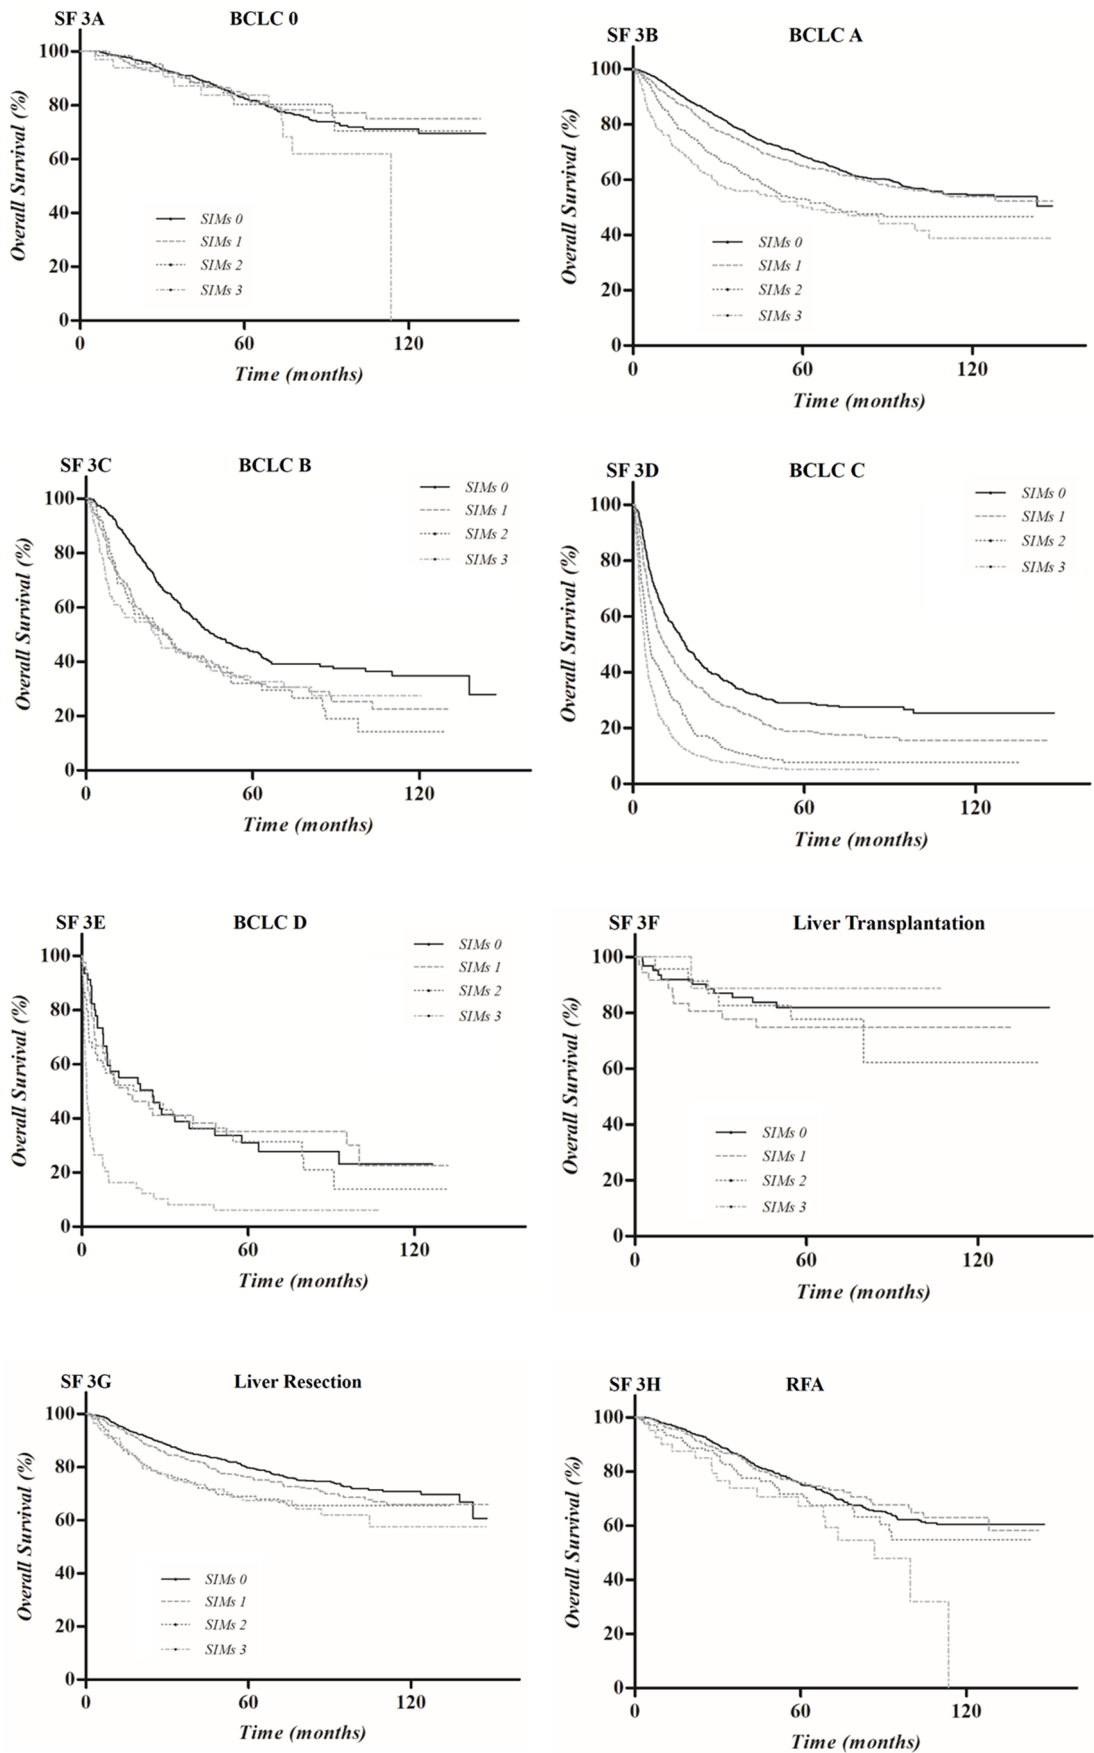 SF 3A BCLC 0
100
80
60
40
20
0
0 60 120
Overall Survival (%)
Time (months)
SIMs 0
SIMs 1
SIMs 2
SIMs 3
SF 3B BCLC A
100
80
60
40
20
0
0 60 120
Overall Survival (%)
Time (months)
SIMs 0
SIMs 1
SIMs 2
SIMs 3
SF 3C BCLC B
100
80
60
40
20
0
0 60 120
Overall Survival (%)
Time (months)
SIMs 0
SIMs 1
SIMs 2
SIMs 3
SF 3D BCLC C
100
80
60
40
20
0
0 60 120
Overall Survival (%)
Time (months)
SIMs 0
SIMs 1
SIMs 2
SIMs 3
SF 3E BCLC D
100
80
60
40
20
0
0 60 120
Overall Survival (%)
Time (months)
SIMs 0
SIMs 1
SIMs 2
SIMs 3
SF 3F Liver Transplantation
100
80
60
40
20
0
0 60 120
Overall Survival (%)
Time (months)
SIMs 0
SIMs 1
SIMs 2
SIMs 3
SF 3G Liver Resection
100
80
60
40
20
0
0 60 120
Overall Survival (%)
Time (months)
SIMs 0
SIMs 1
SIMs 2
SIMs 3
SF 3H RFA
100
80
60
40
20
0
0 60 120
Overall Survival (%)
Time (months)